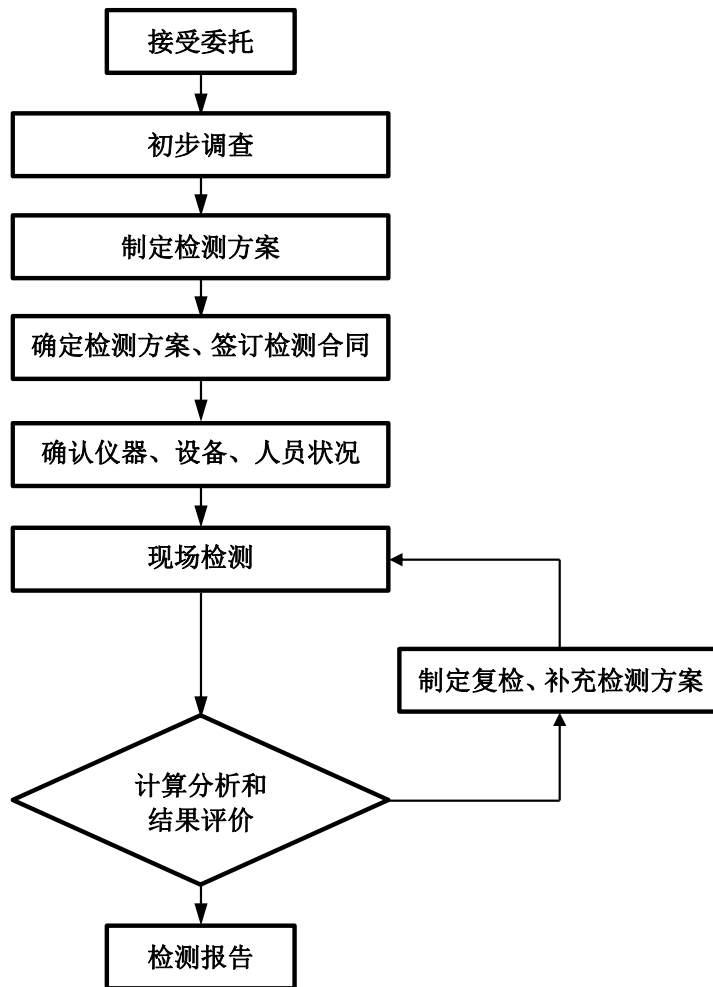 接受委托
初步调查
制定检测方案
确定检测方案、签订检测合同
确认仪器、设备、人员状况
现场检测
制定复检、补充检测方案
计算分析和
结果评价
检测报告